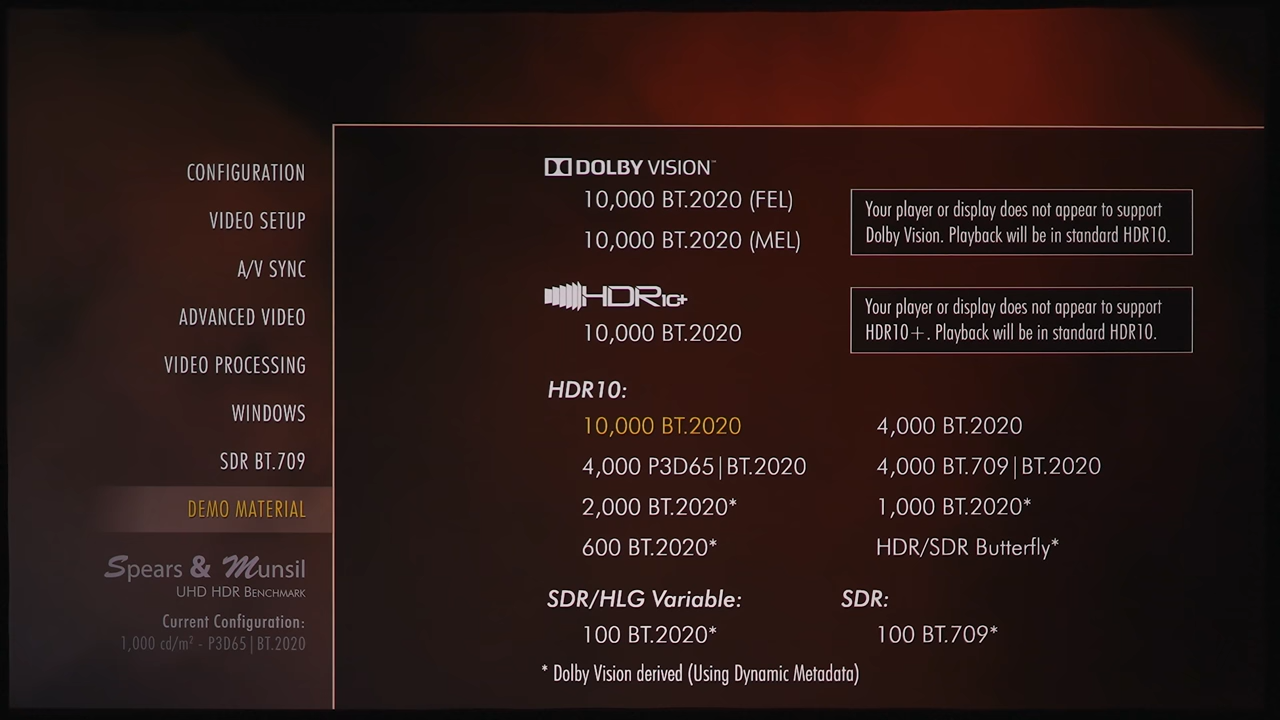 CONFIGURATION
VIDEO SETUP
A/V SYNC
ADVANCED VIDEO
VIDEO PROCESSING
WINDOWS
SDR BT.709
DEMO MATERIAL
Spears & Munsil
UHD HDR BENCHMARK
Current Configuration:
1,000 cd/m² - P3D65|BT.2020
DOLBY VISION™
10,000 BT.2020 (FEL)
10,000 BT.2020 (MEL)
Your player or display does not appear to support
Dolby Vision. Playback will be in standard HDR10.
HDR10+
10,000 BT.2020
Your player or display does not appear to support
HDR10+. Playback will be in standard HDR10.
HDR10:
10,000 BT.2020
4,000 BT.2020
4,000 P3D65|BT.2020
4,000 BT.709|BT.2020
2,000 BT.2020*
1,000 BT.2020*
600 BT.2020*
HDR/SDR Butterfly*
SDR/HLG Variable:
SDR:
100 BT.2020*
100 BT.709*
* Dolby Vision derived (Using Dynamic Metadata)